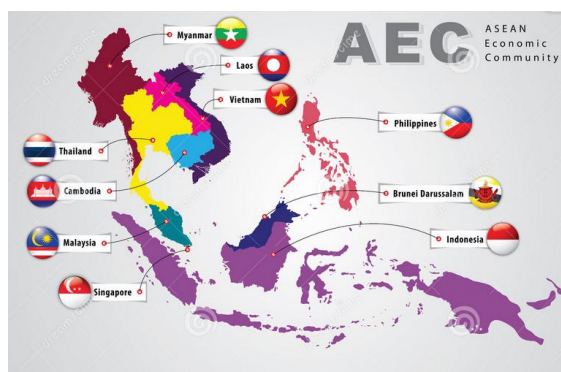 AEC
ASEAN
Economic
Community
Myanmar
Laos
Vietnam
Philippines
Thailand
Cambodia
Brunei Darussalam
Malaysia
Indonesia
Singapore